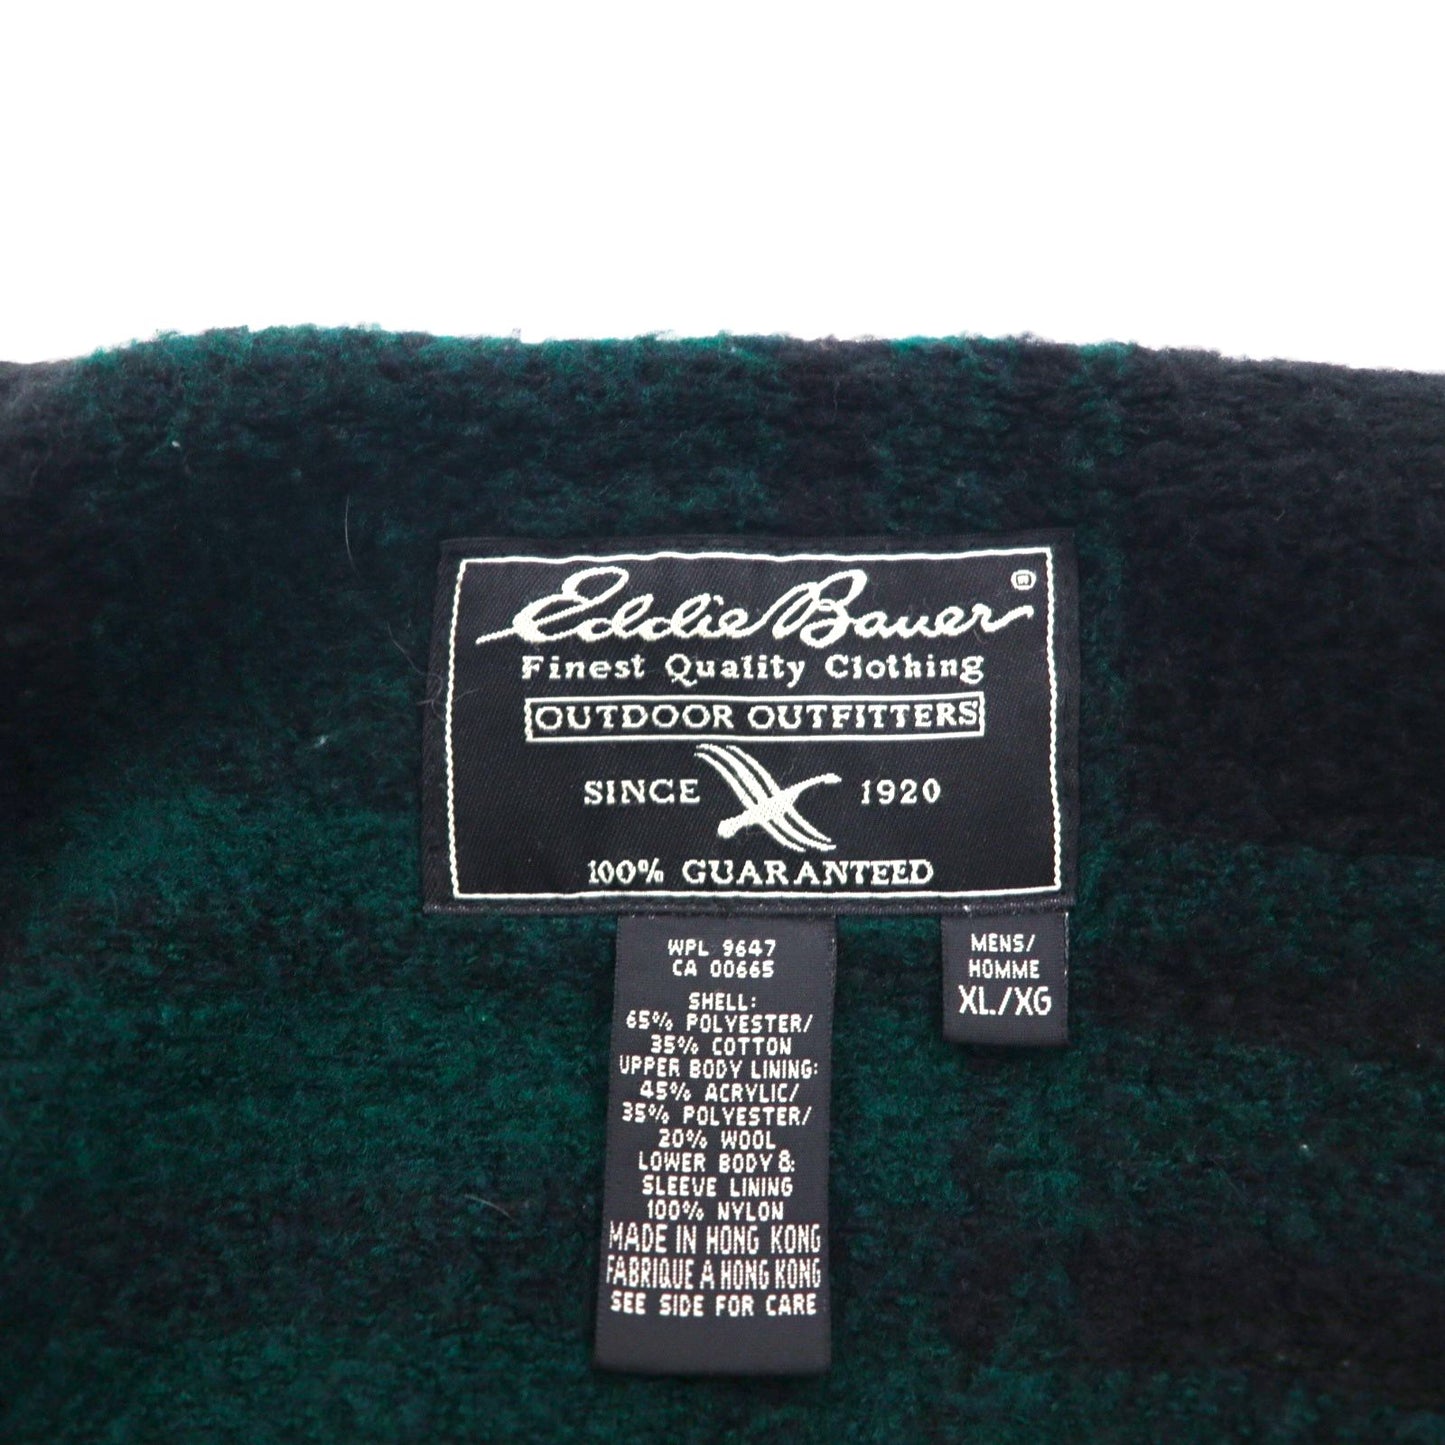 Eddie Bauer ®
Finest Quality Clothing
OUTDOOR OUTFITTERS
SINCE 1920
100% GUARANTEED
WPL 9647
CA 00665
SHELL:
65% POLYESTER/
35% COTTON
UPPER BODY LINING:
45% ACRYLIC/
35% POLYESTER/
20% WOOL
LOWER BODY &
SLEEVE LINING
100% NYLON
MADE IN HONG KONG
FABRIQUE A HONG KONG
SEE SIDE FOR CARE
MENS/
HOMME
XL/XG